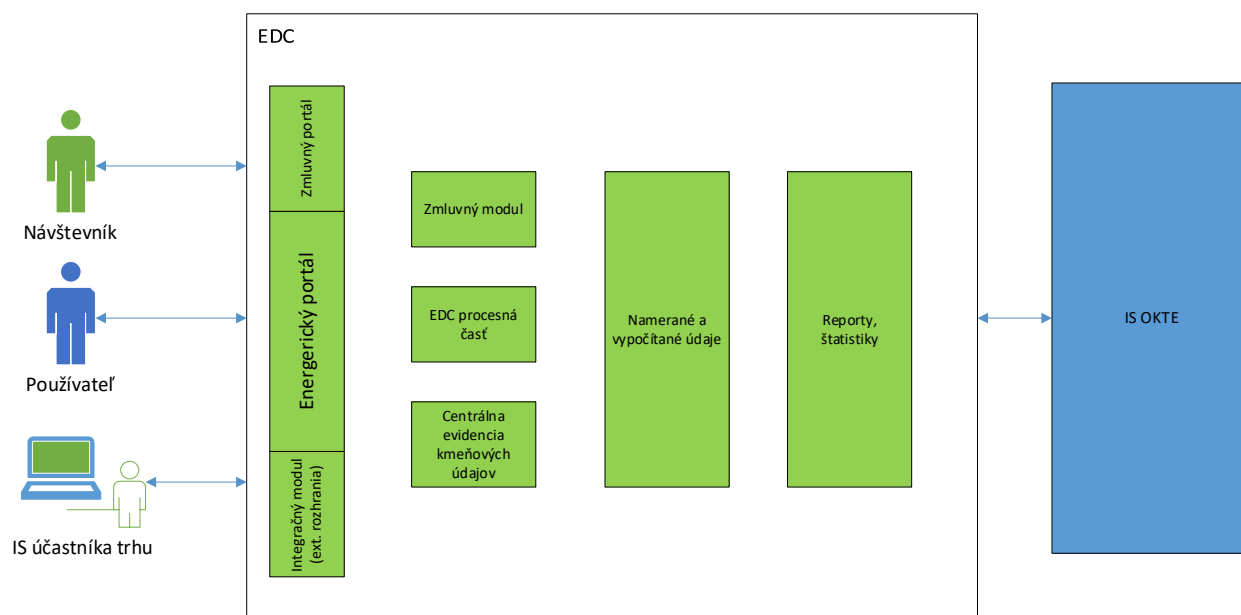 EDC
Návštevník
Používateľ
IS účastníka trhu
Zmluvný portál
Energerický portál
Integračný modul
(ext. rozhrania)
Zmluvný modul
EDC procesná
časť
Centrálna
evidencia
kmeňových
údajov
Namerané a
vypočítané údaje
Reporty,
štatistiky
IS OKTE